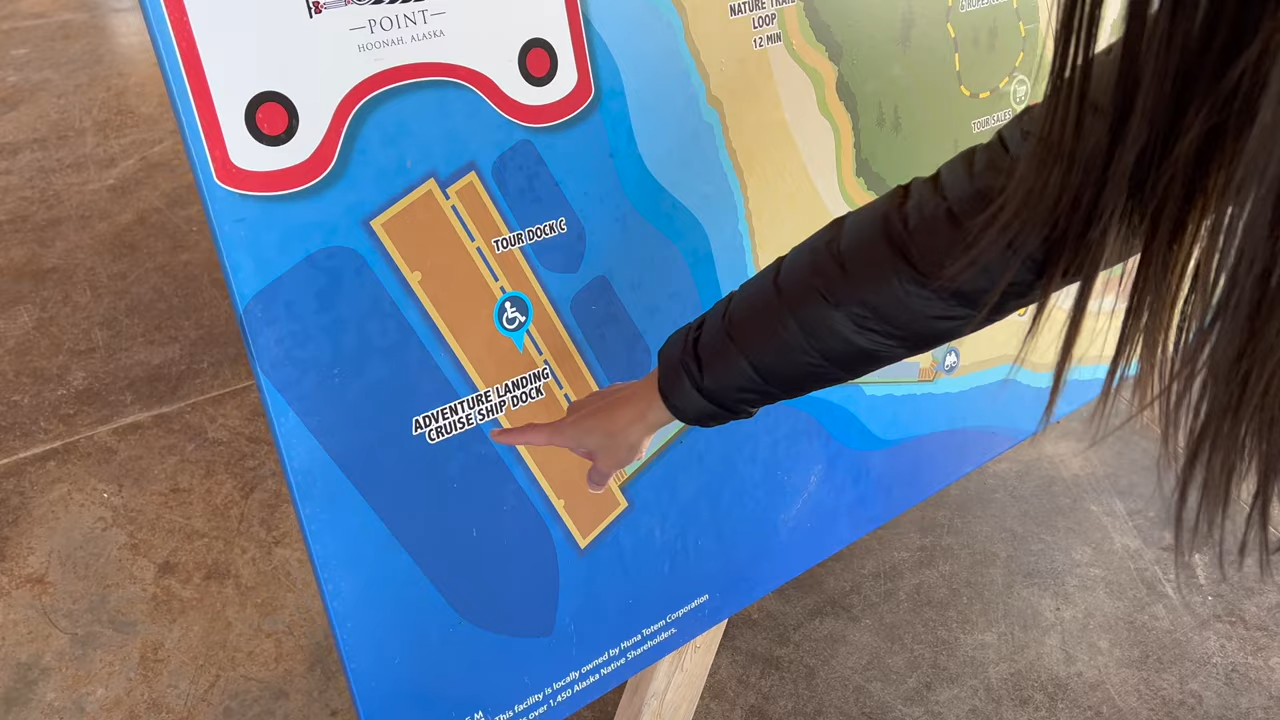 —POINT—
HOONAH, ALASKA
NATURE TRAIL
LOOP
12 MIN
TOUR SALES
TOUR DOCK C
ADVENTURE LANDING
CRUISE SHIP DOCK
This facility is locally owned by Huna Totem Corporation
over 1,450 Alaska Native Shareholders.